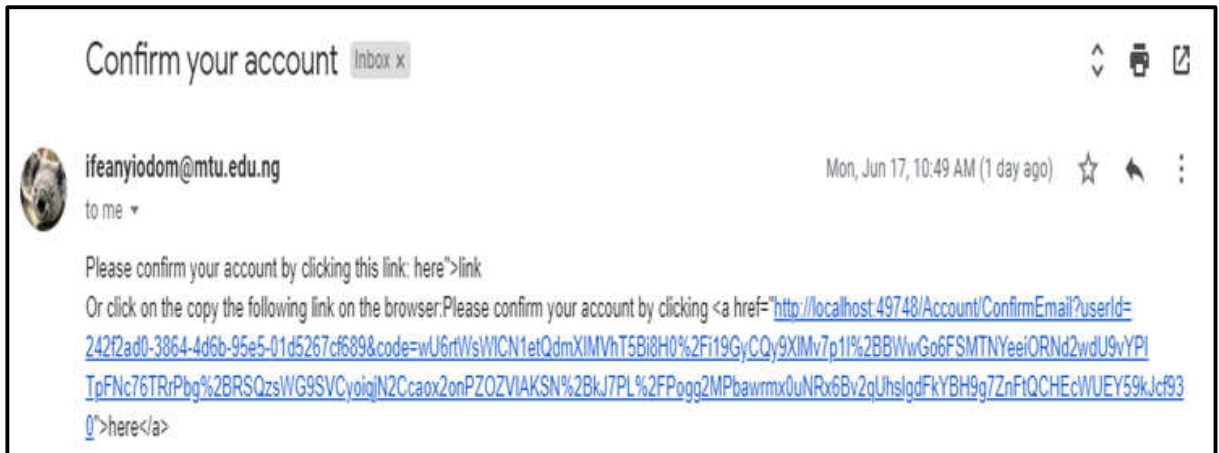 Confirm your account Inbox x
ifeanyiodom@mtu.edu.ng Mon, Jun 17, 10:49 AM (1 day ago)
to me
Please confirm your account by clicking this link: here">link
Or click on the copy the following link on the browser:Please confirm your account by clicking <a href="http://localhost:49748/Account/ConfirmEmail?userId=
242f2ad0-3864-4d6b-95e5-01d5267cf689&code=wU6rtWsWICN1etQdmXIMVhT5Bi8H0%2Fi19GyCQy9XIMv7p1I%2BBWwGo6FSMTNYeeiORNd2wdU9vYPI
TpFNc76TRrPbg%2BRSQzsWG9SVCyoiqjN2Ccaox2onPZOZVIAKSN%2BkJ7PL%2FPogg2MPbawrmx0uNRx6Bv2qUhslgdFkYBH9g7ZnFtQCHEcWUEY59kJcf93
0">here</a>